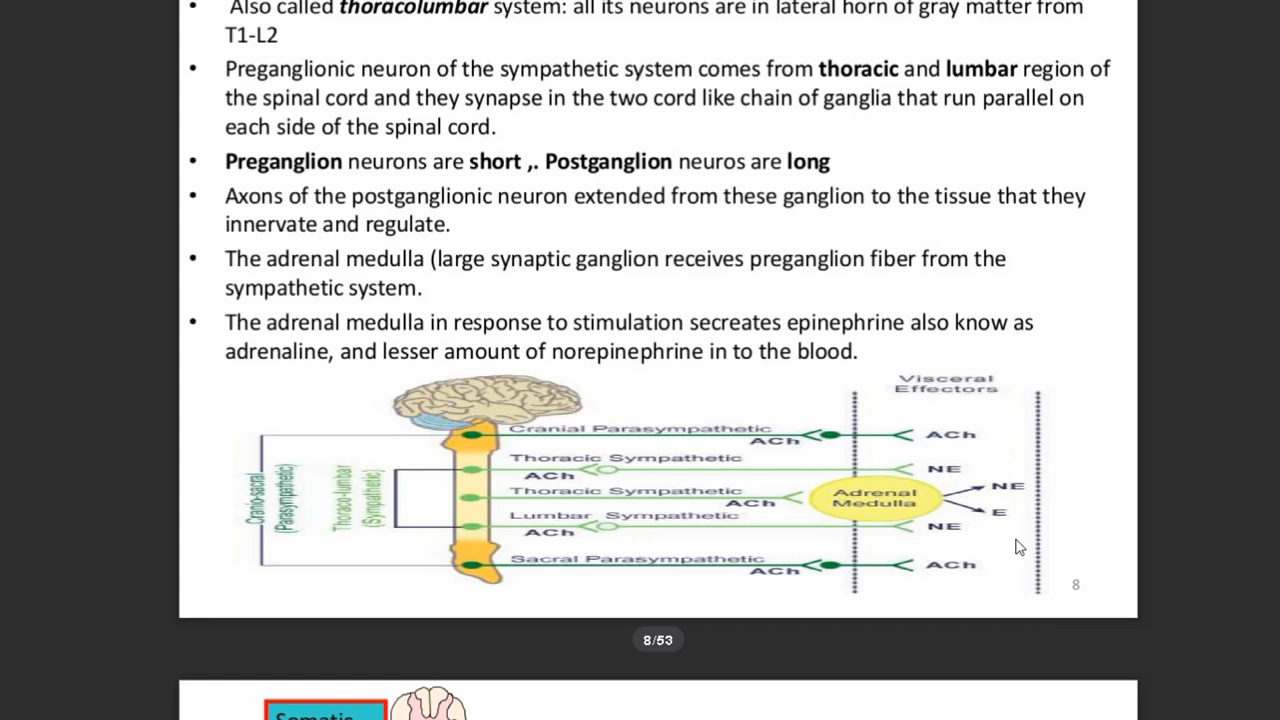 • Also called thoracolumbar system: all its neurons are in lateral horn of gray matter from
T1-L2
• Preganglionic neuron of the sympathetic system comes from thoracic and lumbar region of
the spinal cord and they synapse in the two cord like chain of ganglia that run parallel on
each side of the spinal cord.
• Preganglion neurons are short ,. Postganglion neuros are long
• Axons of the postganglionic neuron extended from these ganglion to the tissue that they
innervate and regulate.
• The adrenal medulla (large synaptic ganglion receives preganglion fiber from the
sympathetic system.
• The adrenal medulla in response to stimulation secreates epinephrine also know as
adrenaline, and lesser amount of norepinephrine in to the blood.
Visceral
Effectors
Cranio-sacral
(Parasympathetic)
Thoraco-lumbar
(Sympathetic)
Cranial Parasympathetic
ACh
ACh
Thoracic Sympathetic
ACh
NE
Thoracic Sympathetic
ACh
Adrenal
Medulla
NE
E
Lumbar Sympathetic
ACh
NE
Sacral Parasympathetic
ACh
ACh
8
8/53
Somatic